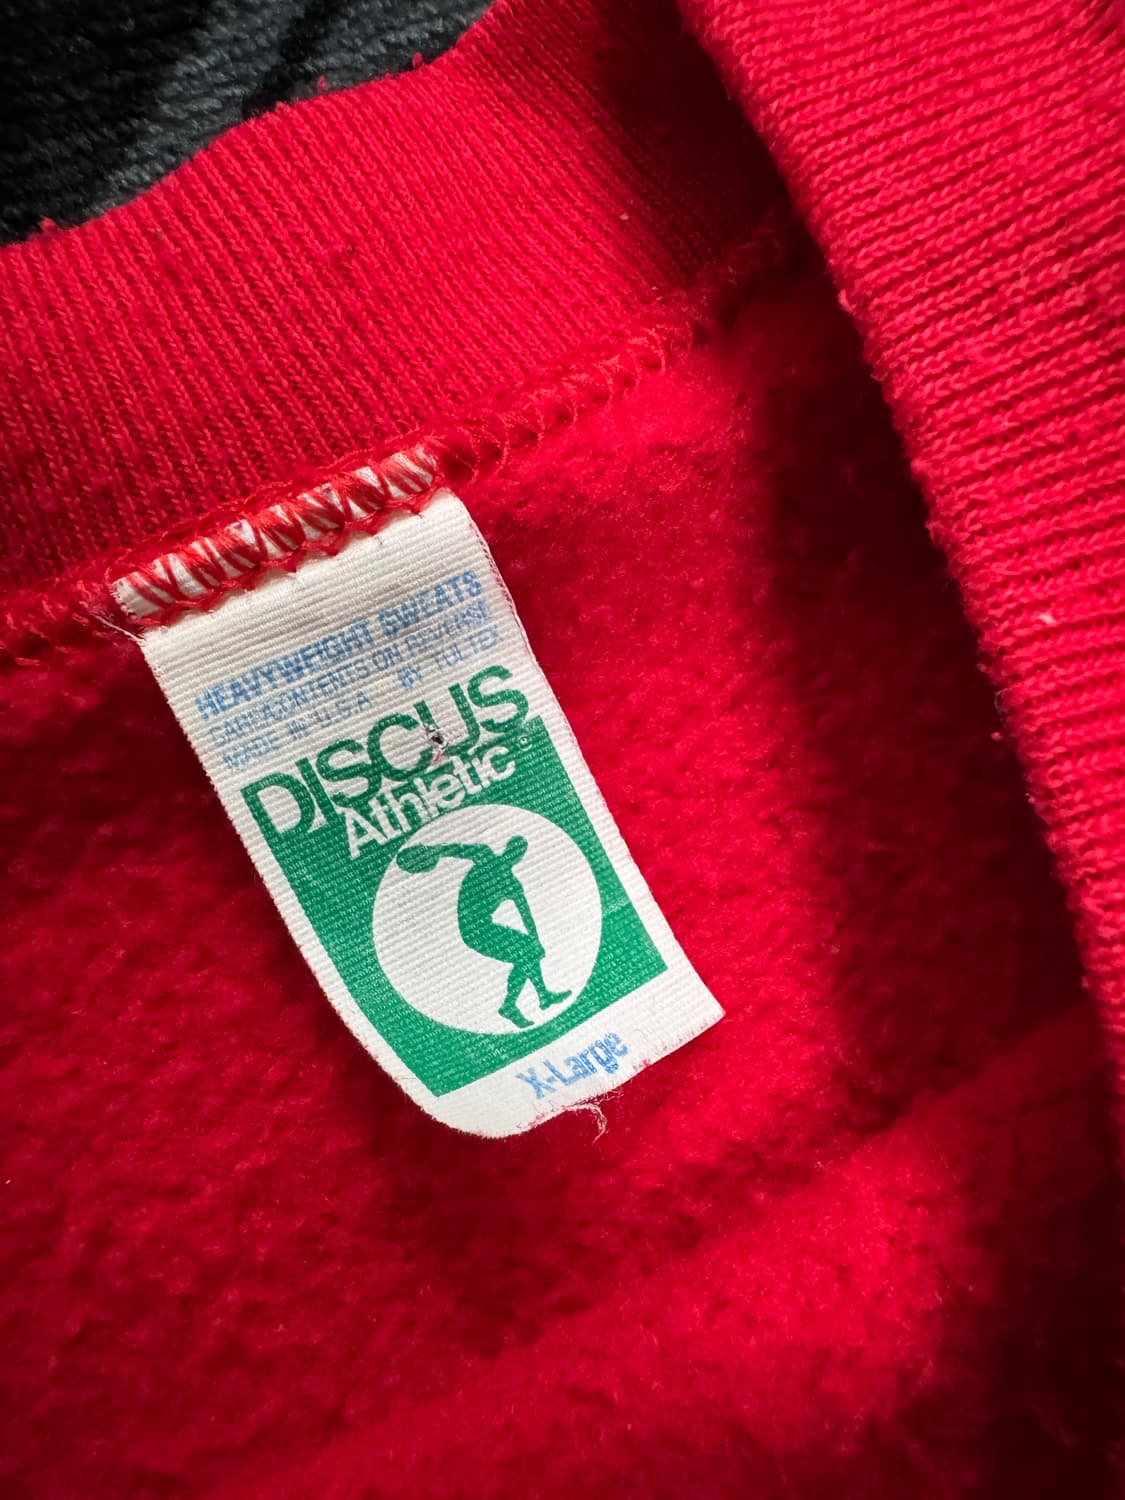 HEAVYWEIGHT SWEATS
CARE/CONTENTS ON REVERSE
MADE IN U.S.A. BY TULTEX
DISCUS
Athletic
X-Large